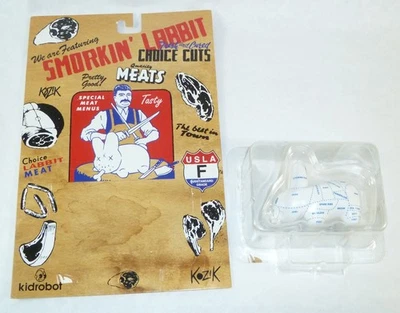 We are Featuring
SMORKIN' LABBIT
CHOICE CUTS
Pretty
Good!
Quality
MEATS
KOZIK
SPECIAL
MEAT
MENUS
Tasty
The best in
Town
Choice
LABBIT
MEAT
USLA
F
GRADE
kidrobot
KOZIK